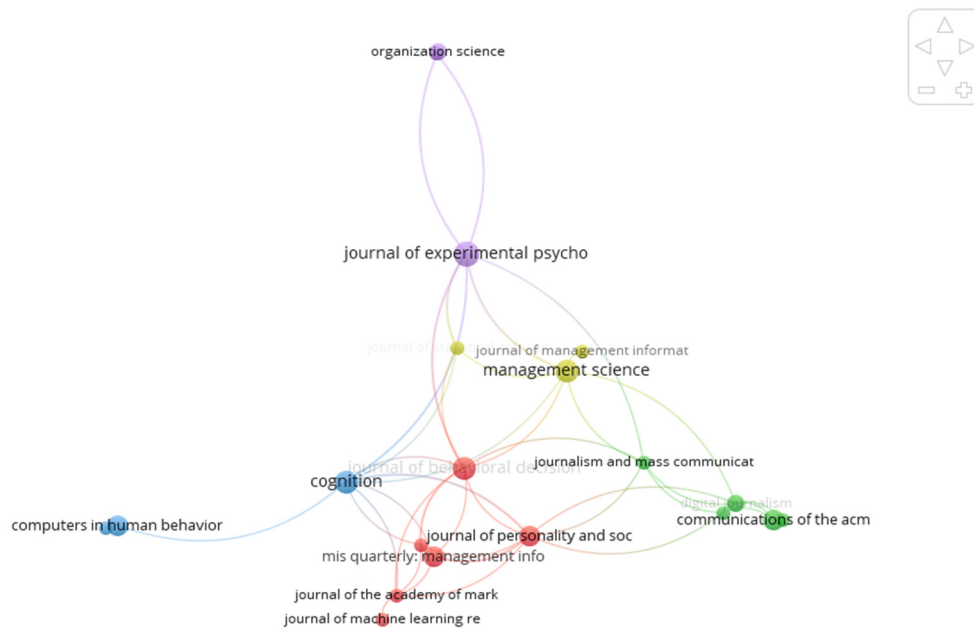 organization science
journal of experimental psycho
journal of management informat
management science
journalism and mass communicat
journal of behavioral decision
cognition
digital journalism
communications of the acm
computers in human behavior
journal of personality and soc
mis quarterly: management info
journal of the academy of mark
journal of machine learning re